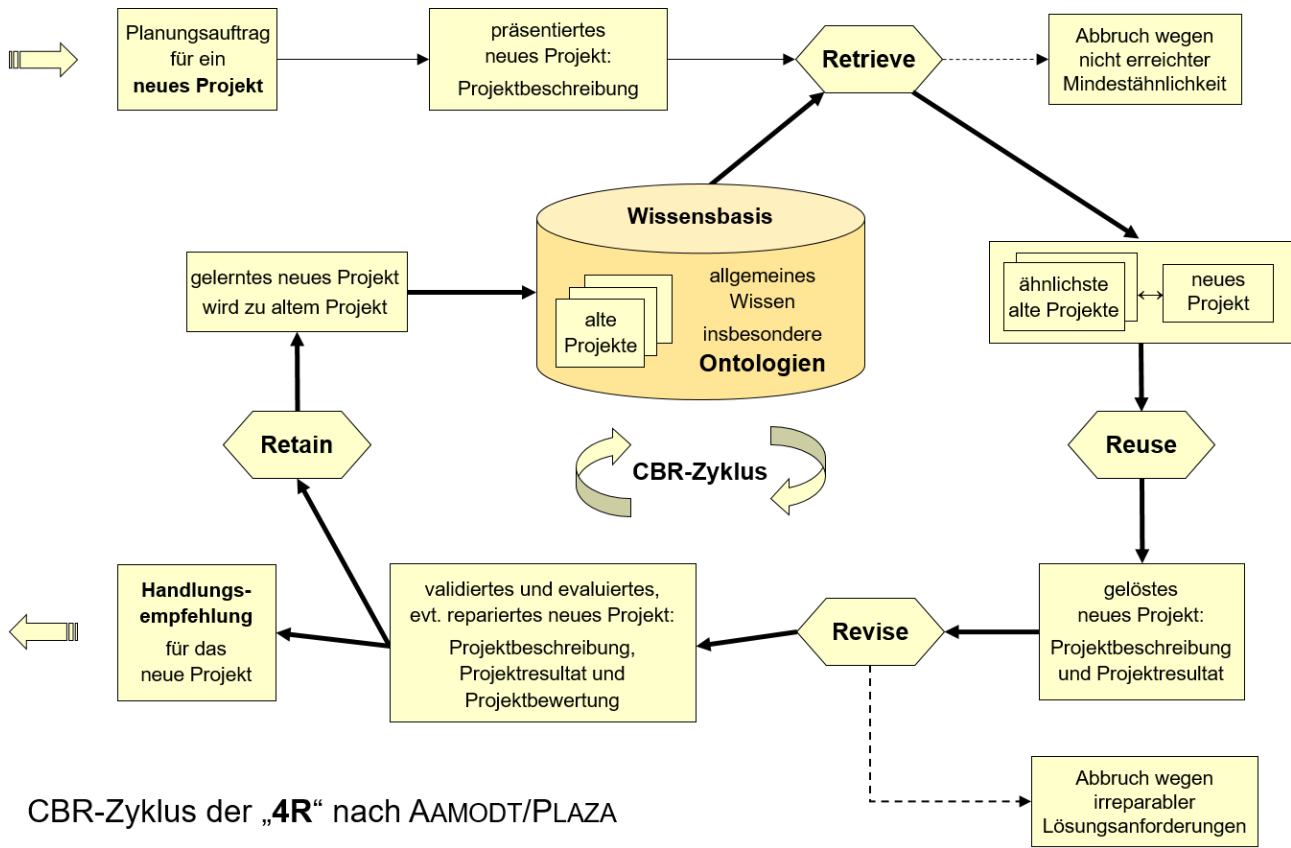 Planungsauftrag
für ein
neues Projekt
präsentiertes
neues Projekt:
Projektbeschreibung
Retrieve
Abbruch wegen
nicht erreichter
Mindestähnlichkeit
Wissensbasis
allgemeines
Wissen
insbesondere
Ontologien
alte
Projekte
gelerntes neues Projekt
wird zu altem Projekt
ähnlichste
alte Projekte
neues
Projekt
Retain
CBR-Zyklus
Reuse
Handlungs-
empfehlung
für das
neue Projekt
validiertes und evaluiertes,
evt. repariertes neues Projekt:
Projektbeschreibung,
Projektresultat und
Projektbewertung
Revise
gelöstes
neues Projekt:
Projektbeschreibung
und Projektresultat
Abbruch wegen
irreparabler
Lösungsanforderungen
CBR-Zyklus der „4R“ nach AAMODT/PLAZA